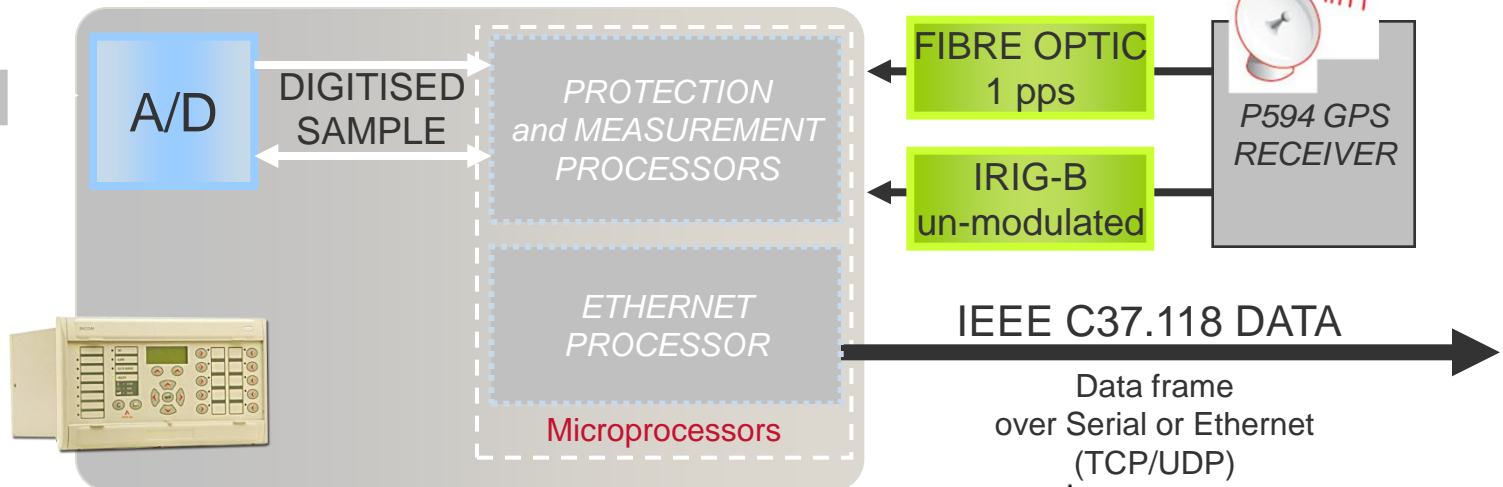 A/D
DIGITISED
SAMPLE
PROTECTION
and MEASUREMENT
PROCESSORS
ETHERNET
PROCESSOR
Microprocessors
FIBRE OPTIC
1 pps
IRIG-B
un-modulated
P594 GPS
RECEIVER
IEEE C37.118 DATA
Data frame
over Serial or Ethernet
(TCP/UDP)